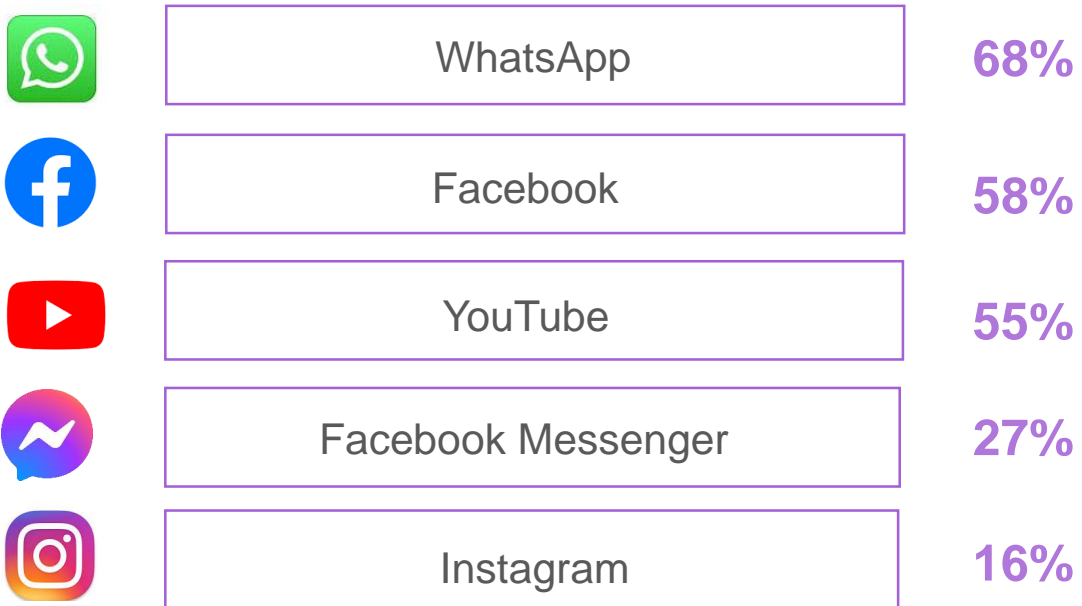 WhatsApp 68%
Facebook 58%
YouTube 55%
Facebook Messenger 27%
Instagram 16%